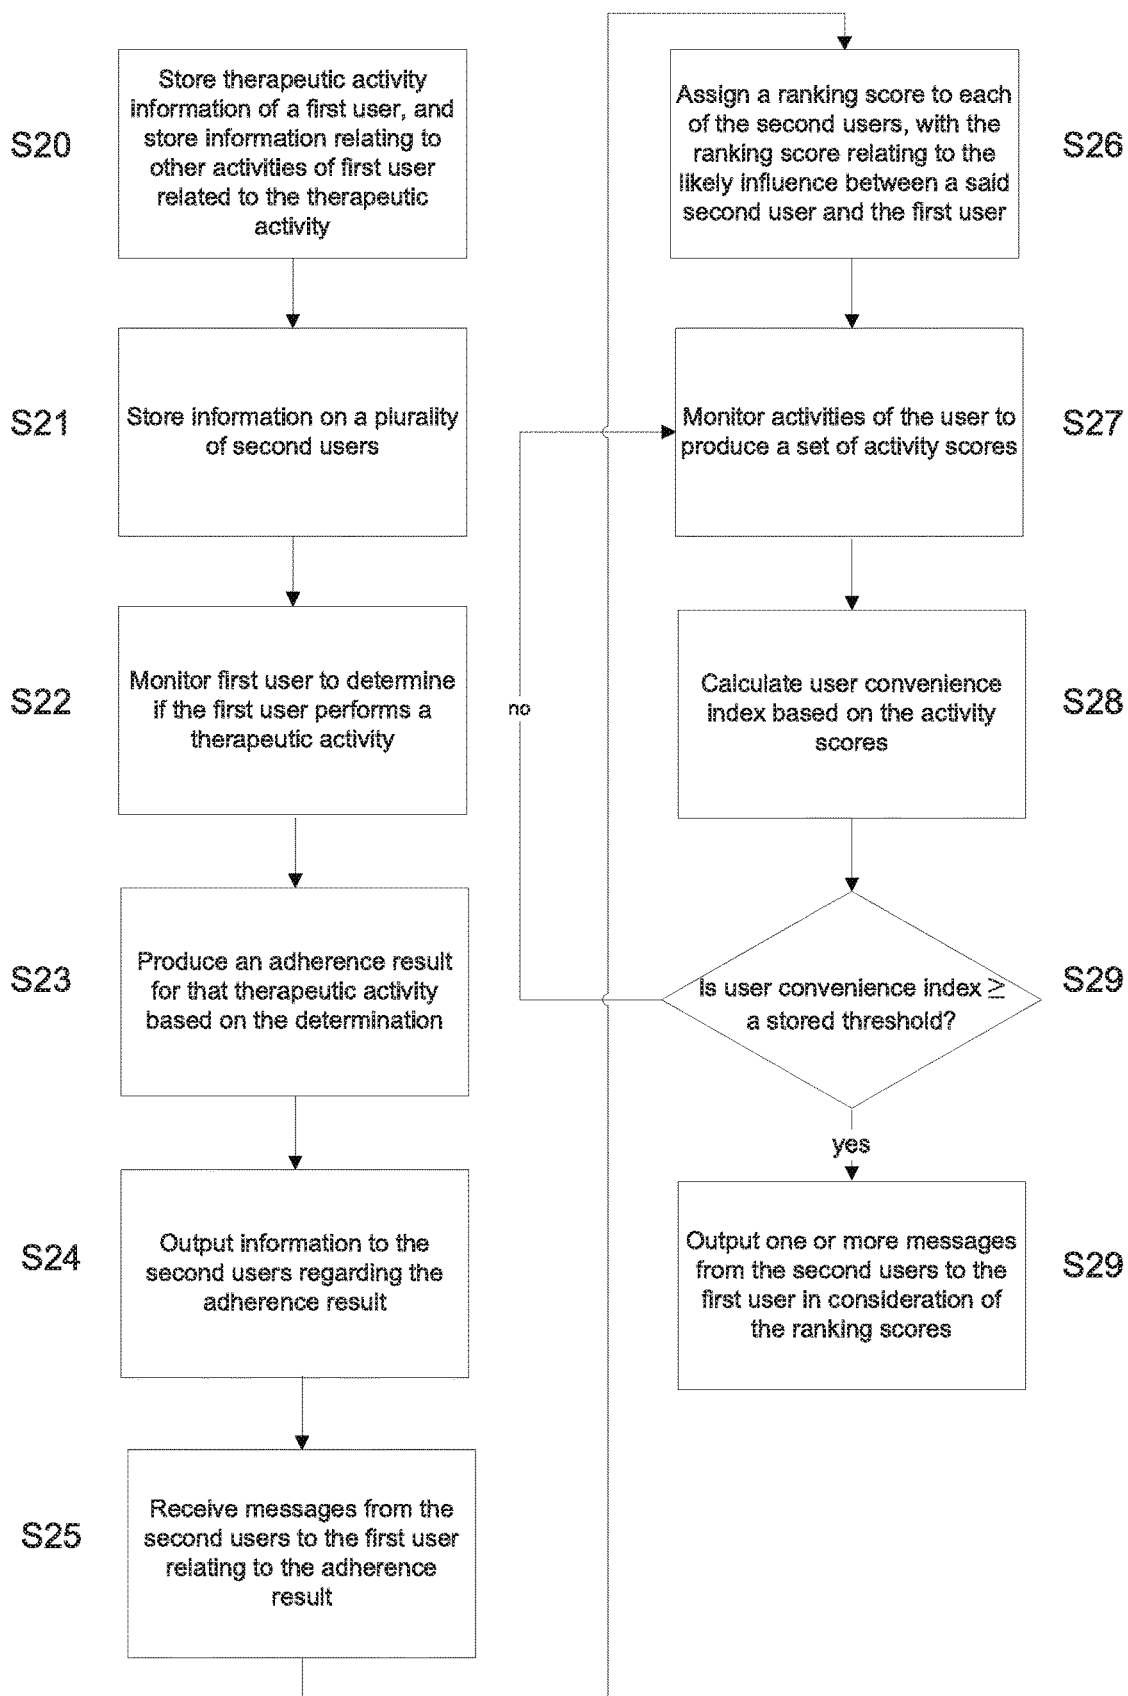 S20
Store therapeutic activity
information of a first user, and
store information relating to
other activities of first user
related to the therapeutic
activity
S21
Store information on a plurality
of second users
S22
Monitor first user to determine
if the first user performs a
therapeutic activity
S23
Produce an adherence result
for that therapeutic activity
based on the determination
S24
Output information to the
second users regarding the
adherence result
S25
Receive messages from the
second users to the first user
relating to the adherence
result
Assign a ranking score to each
of the second users, with the
ranking score relating to the
likely influence between a said
second user and the first user
S26
Monitor activities of the user to
produce a set of activity scores
S27
Calculate user convenience
index based on the activity
scores
S28
no
Is user convenience index ≥
a stored threshold?
S29
yes
Output one or more messages
from the second users to the
first user in consideration of
the ranking scores
S29